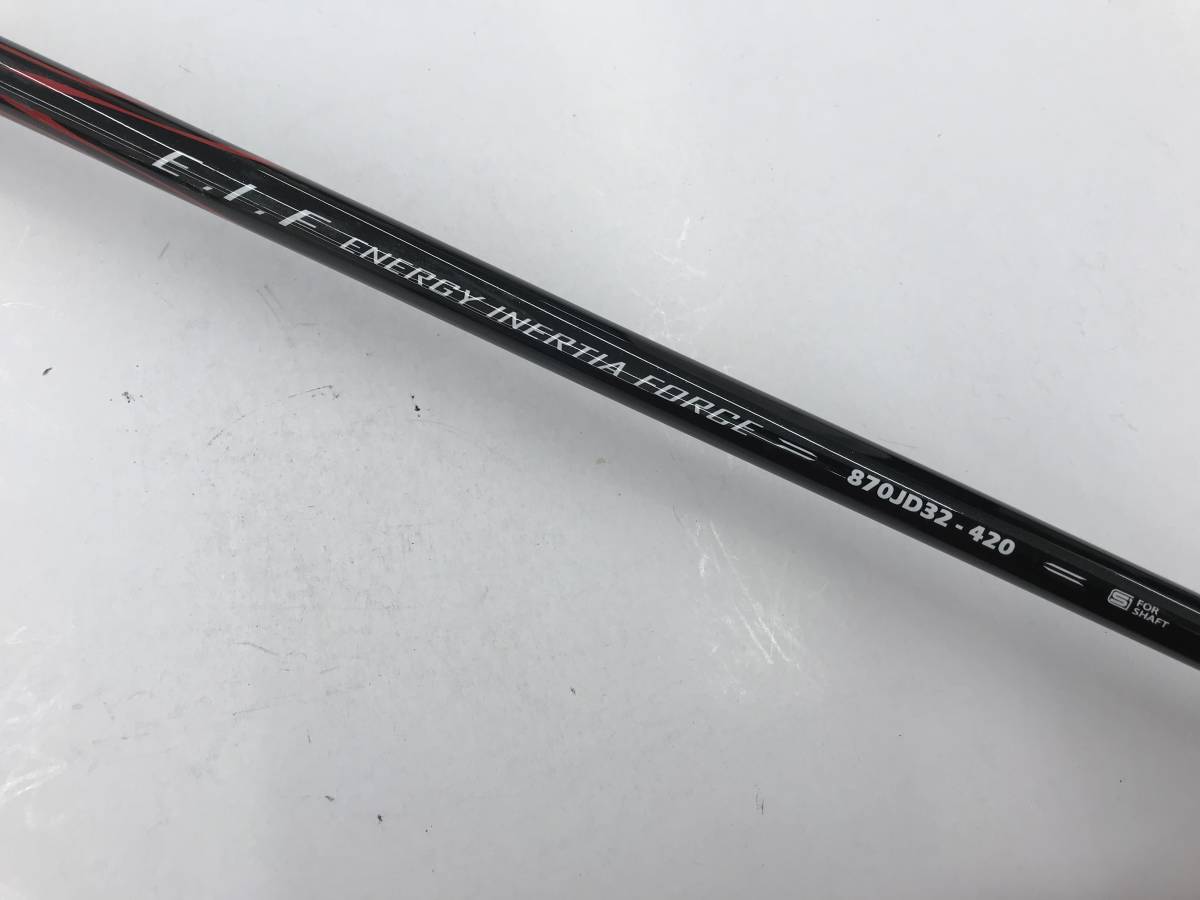 E.I.F ENERGY INERTIA FORCE 870JD32 - 420
S FOR
SHAFT